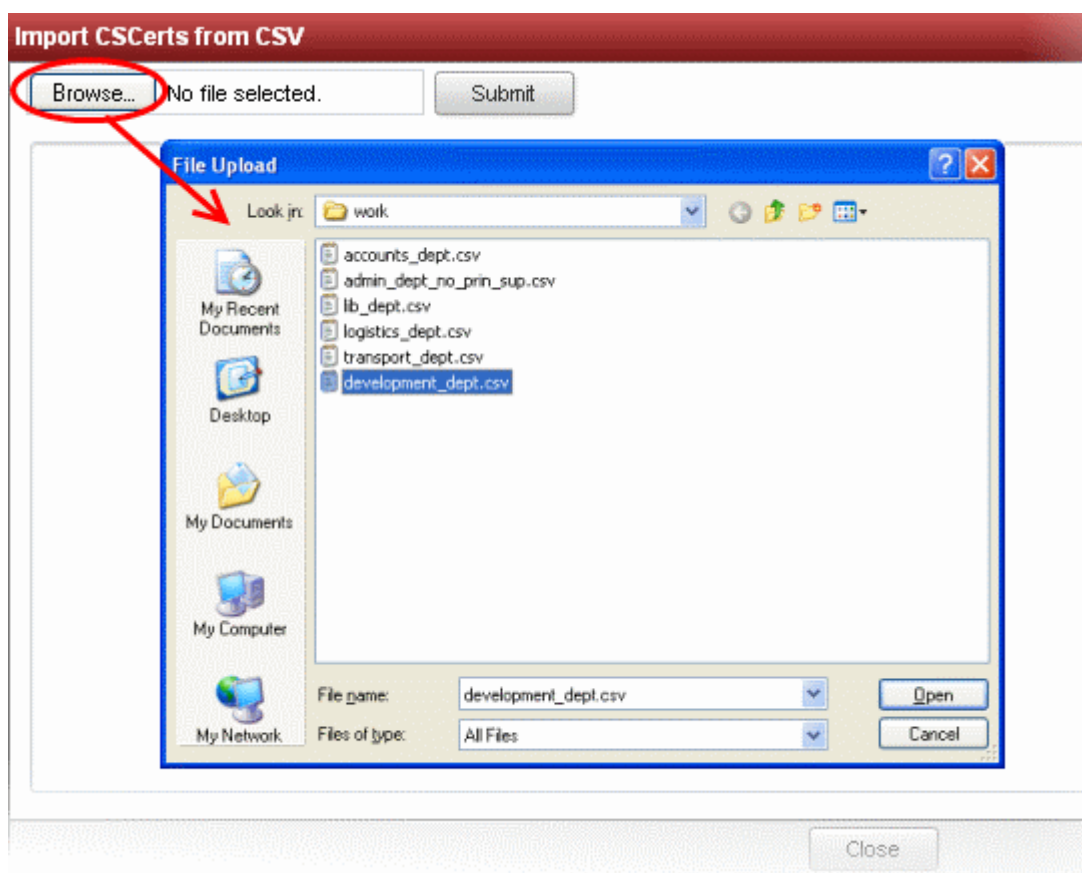 Import CSCerts from CSV
Browse... No file selected. Submit
File Upload
Look in: work
accounts_dept.csv
admin_dept_no_prin_sup.csv
lib_dept.csv
logistics_dept.csv
transport_dept.csv
development_dept.csv
My Recent
Documents
Desktop
My Documents
My Computer
My Network
File name: development_dept.csv Open
Files of type: All Files Cancel
Close